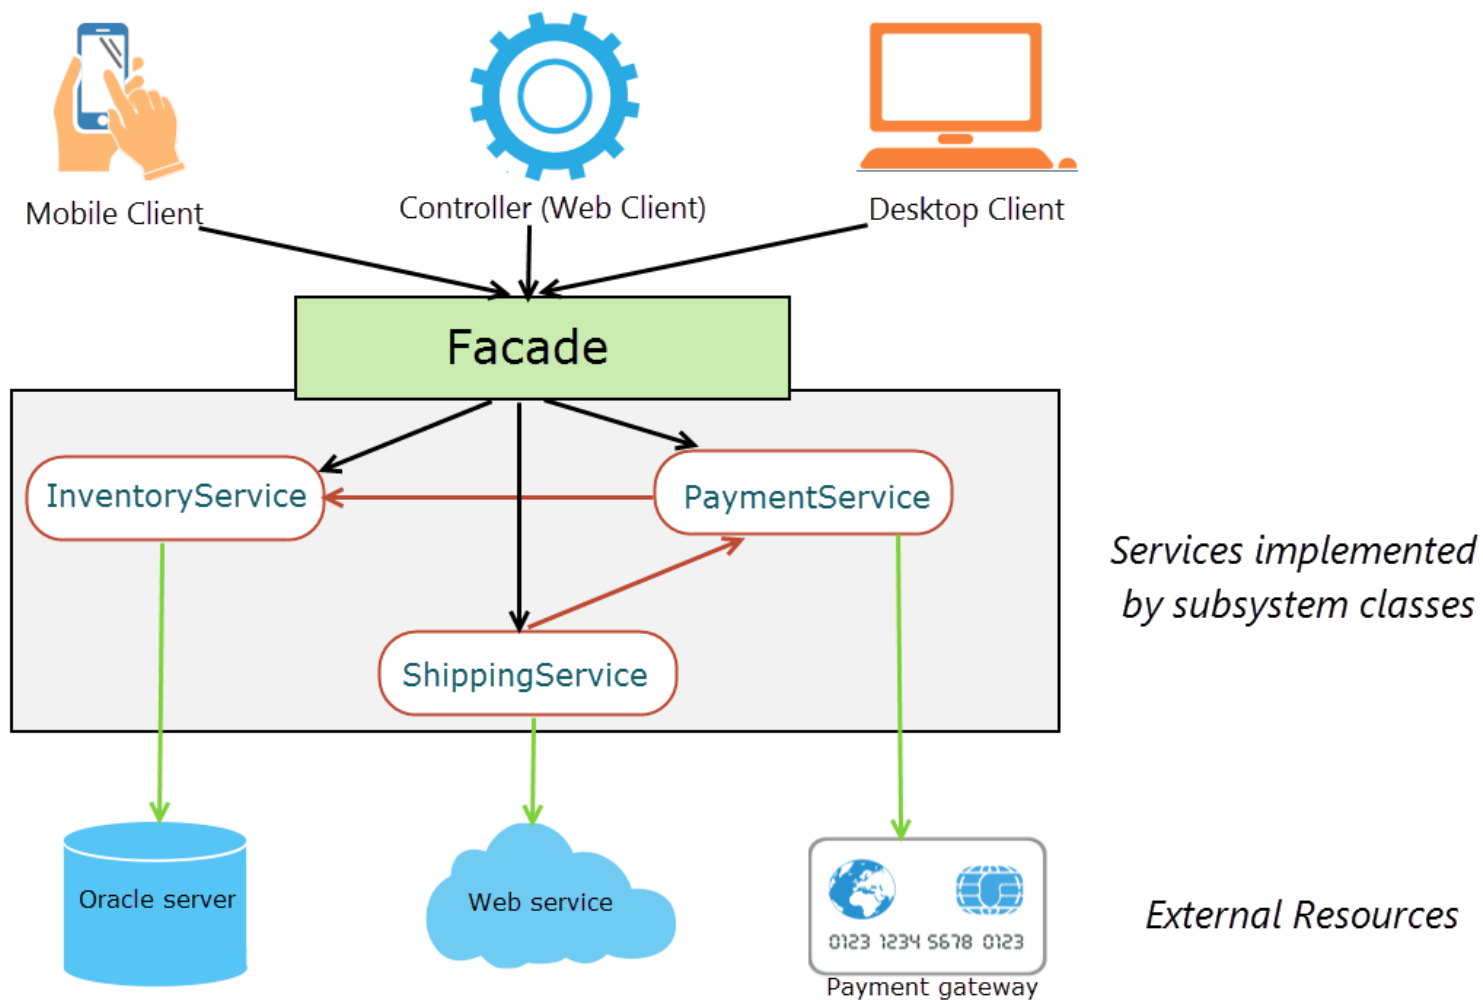 Mobile Client
Controller (Web Client)
Desktop Client
Facade
InventoryService
PaymentService
ShippingService
Services implemented
by subsystem classes
Oracle server
Web service
0123 1234 5678 0123
Payment gateway
External Resources